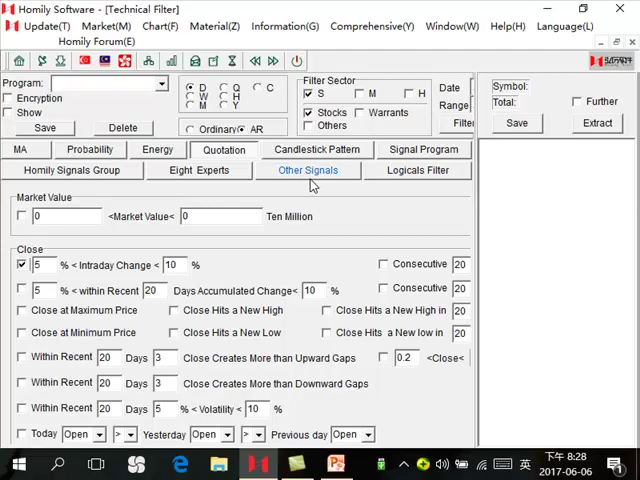 Homily Software - [Technical Filter]
Update(T) Market(M) Chart(F) Material(Z) Information(G) Comprehensive(Y) Window(W) Help(H) Language(L)
Homily Forum(E)
Program:
Encryption
Show
Save Delete
D Q C
W H
M Y
Ordinary AR
Filter Sector
S M H
Stocks Warrants
Others
Date
Range
Filter
Symbol:
Total: Further
Save Extract
MA Probability Energy Quotation Candlestick Pattern Signal Program
Homily Signals Group Eight Experts Other Signals Logicals Filter
Market Value
0 <Market Value< 0 Ten Million
Close
5 % < Intraday Change < 10 % Consecutive 20
5 % < within Recent 20 Days Accumulated Change< 10 % Consecutive 20
Close at Maximum Price Close Hits a New High Close Hits a New High in 20
Close at Minimum Price Close Hits a New Low Close Hits a New low in 20
Within Recent 20 Days 3 Close Creates More than Upward Gaps 0.2 <Close<
Within Recent 20 Days 3 Close Creates More than Downward Gaps
Within Recent 20 Days 5 % < Volatility < 10 %
Today Open > Yesterday Open > Previous day Open
英 下午 8:28
2017-06-06
1